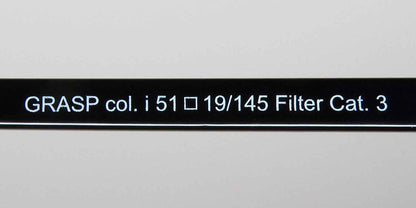 GRASP col. i 51□19/145 Filter Cat. 3